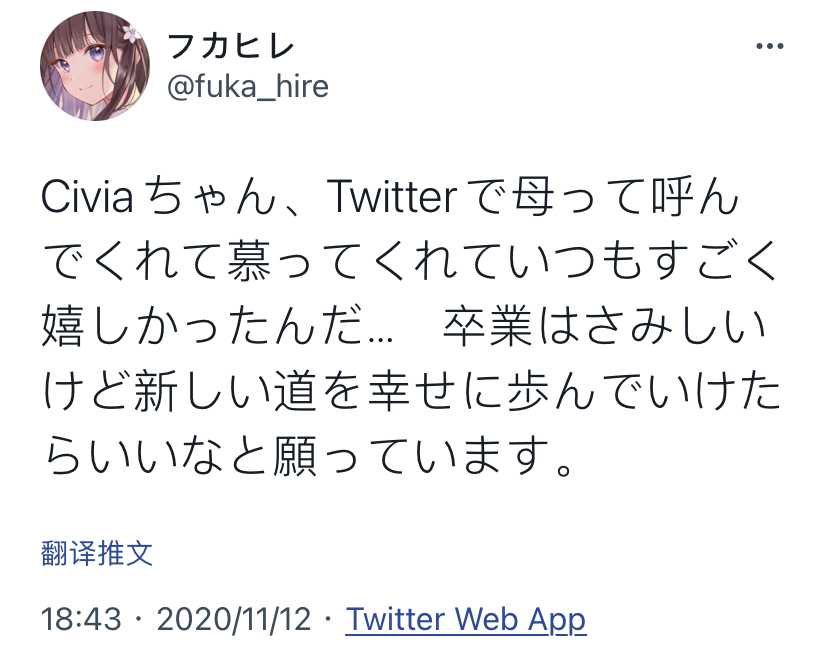 フカヒレ
@fuka_hire
Civiaちゃん、Twitterで母って呼ん
でくれて慕ってくれていつもすごく
嬉しかったんだ...　卒業はさみしい
けど新しい道を幸せに歩んでいけた
らいいなと願っています。
翻译推文
18:43 · 2020/11/12 · Twitter Web App